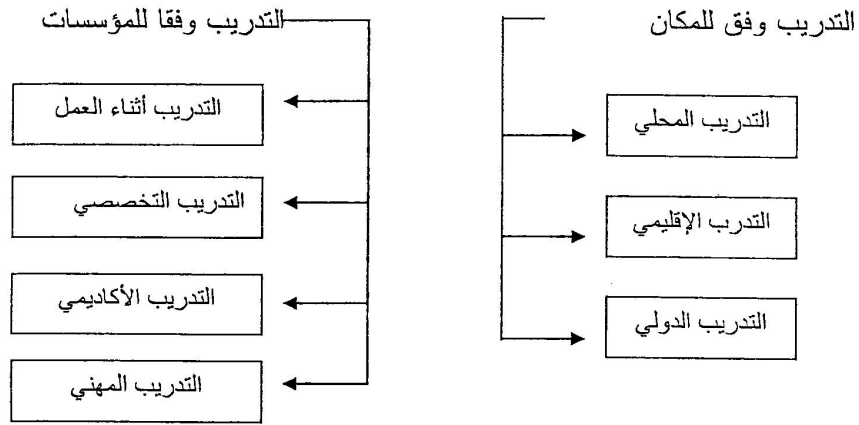 التدريب وفق للمكان
التدريب المحلي
التدرب الإقليمي
التدريب الدولي
التدريب وفقا للمؤسسات
التدريب أثناء العمل
التدريب التخصصي
التدريب الأكاديمي
التدريب المهني